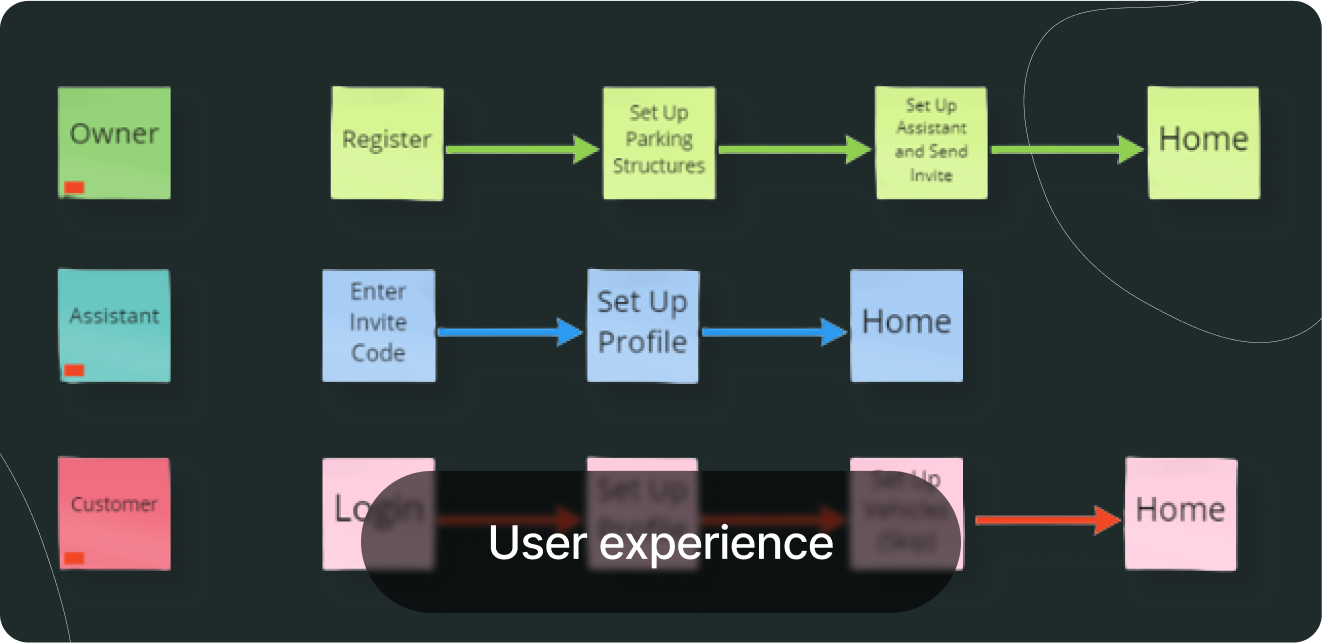 Owner
Register
Set Up
Parking
Structures
Set Up
Assistant
and Send
Invite
Home
Assistant
Enter
Invite
Code
Set Up
Profile
Home
Customer
Login
Set Up
Profile
Set Up
Vehicles
(Skip)
Home
User experience